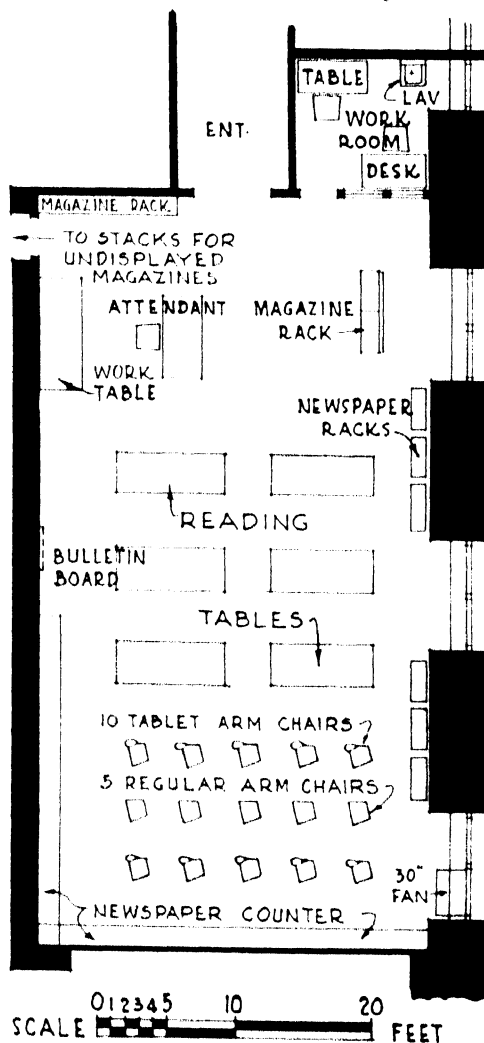 TABLE
LAV
ENT.
WORK
ROOM
DESK
MAGAZINE RACK
TO STACKS FOR
UNDISPLAYED
MAGAZINES
ATTENDANT
MAGAZINE
RACK
WORK
TABLE
NEWSPAPER
RACKS
READING
BULLETIN
BOARD
TABLES
10 TABLET ARM CHAIRS
5 REGULAR ARM CHAIRS
30"
FAN
NEWSPAPER COUNTER
0 1 2 3 4 5 10 20
SCALE FEET